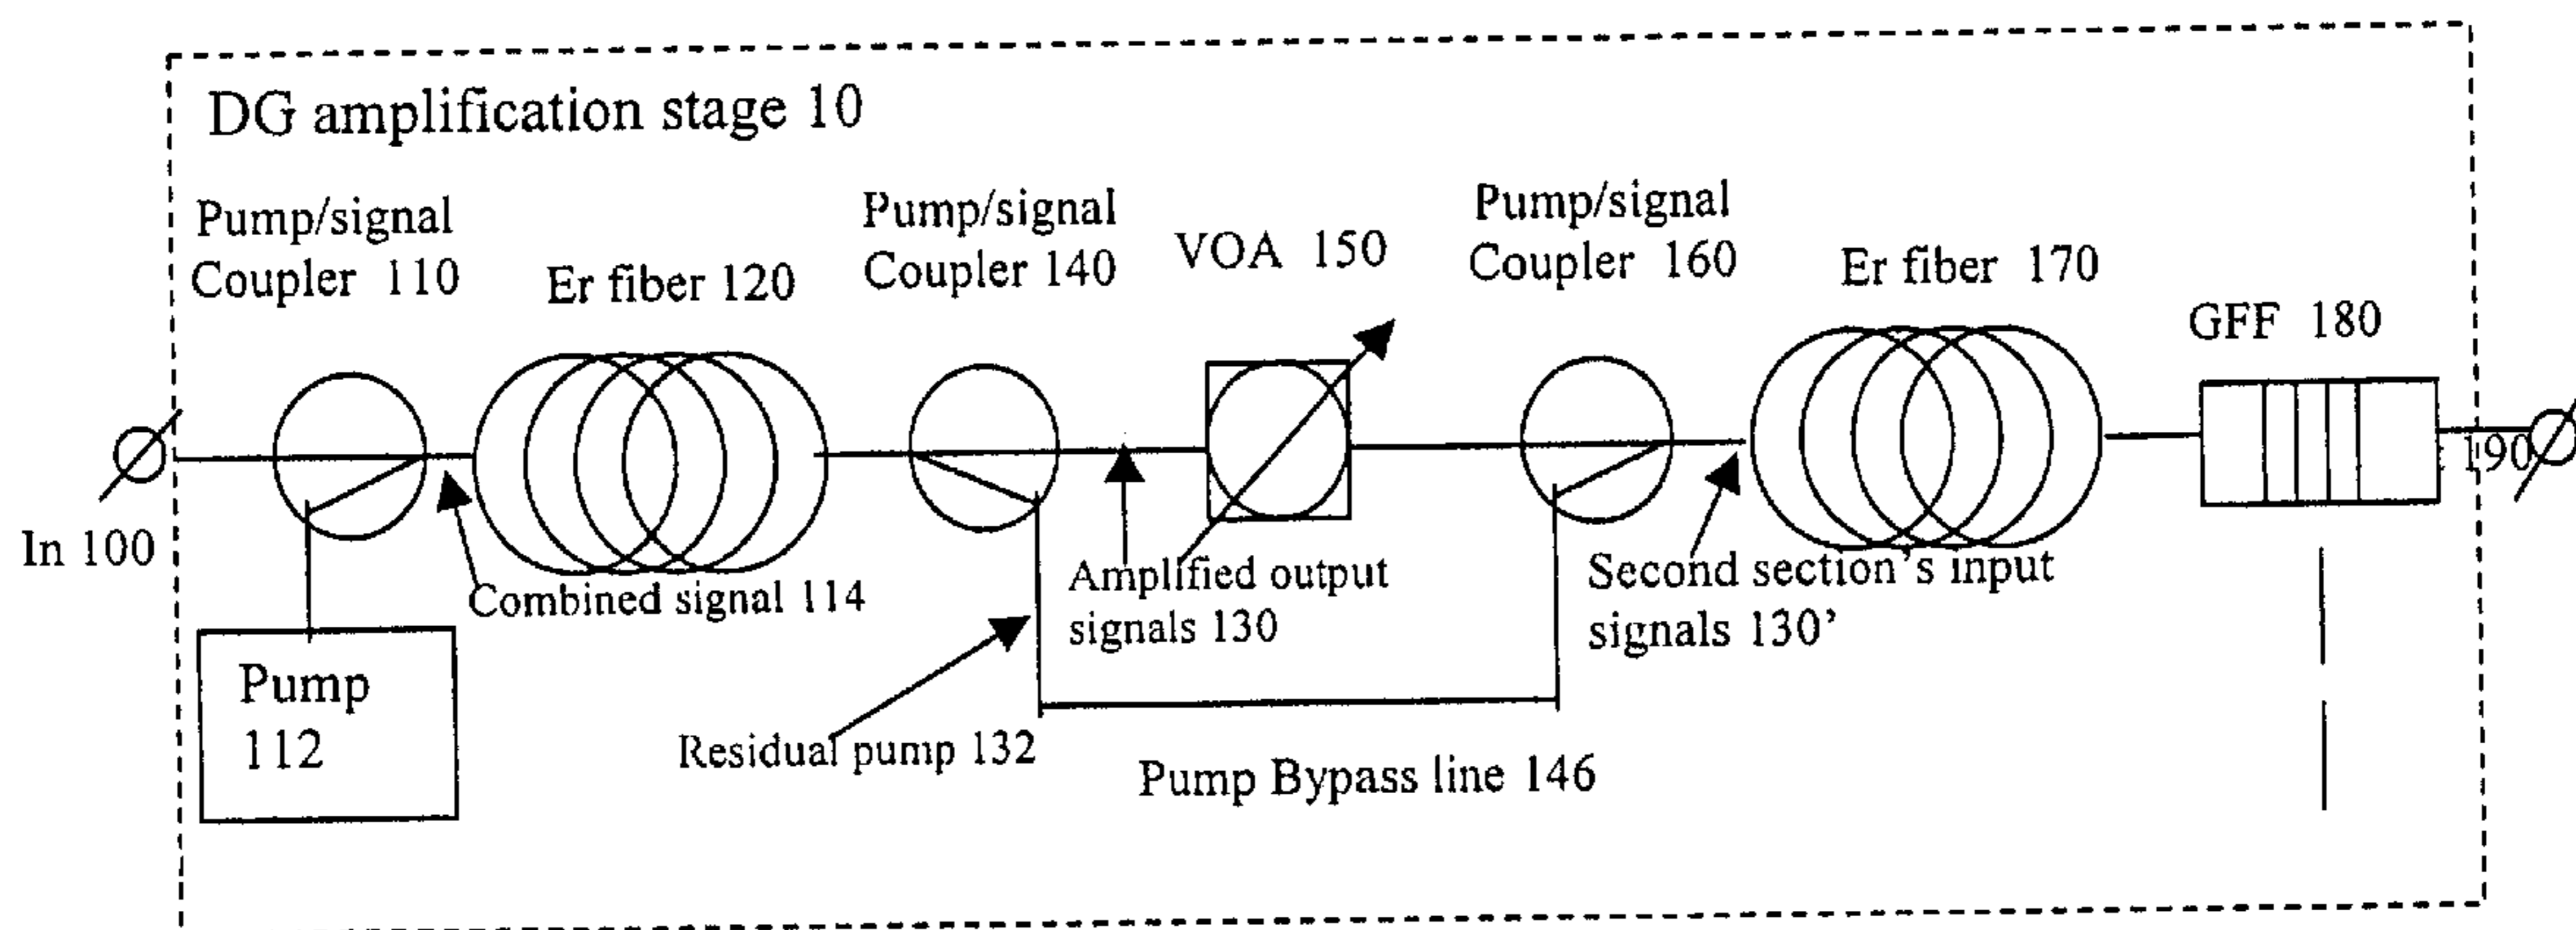 DG amplification stage 10
Pump/signal
Coupler 110
Er fiber 120
Pump/signal
Coupler 140
VOA 150
Pump/signal
Coupler 160
Er fiber 170
GFF 180
190
In 100
Combined signal 114
Amplified output
signals 130
Second section's input
signals 130'
Pump
112
Residual pump 132
Pump Bypass line 146